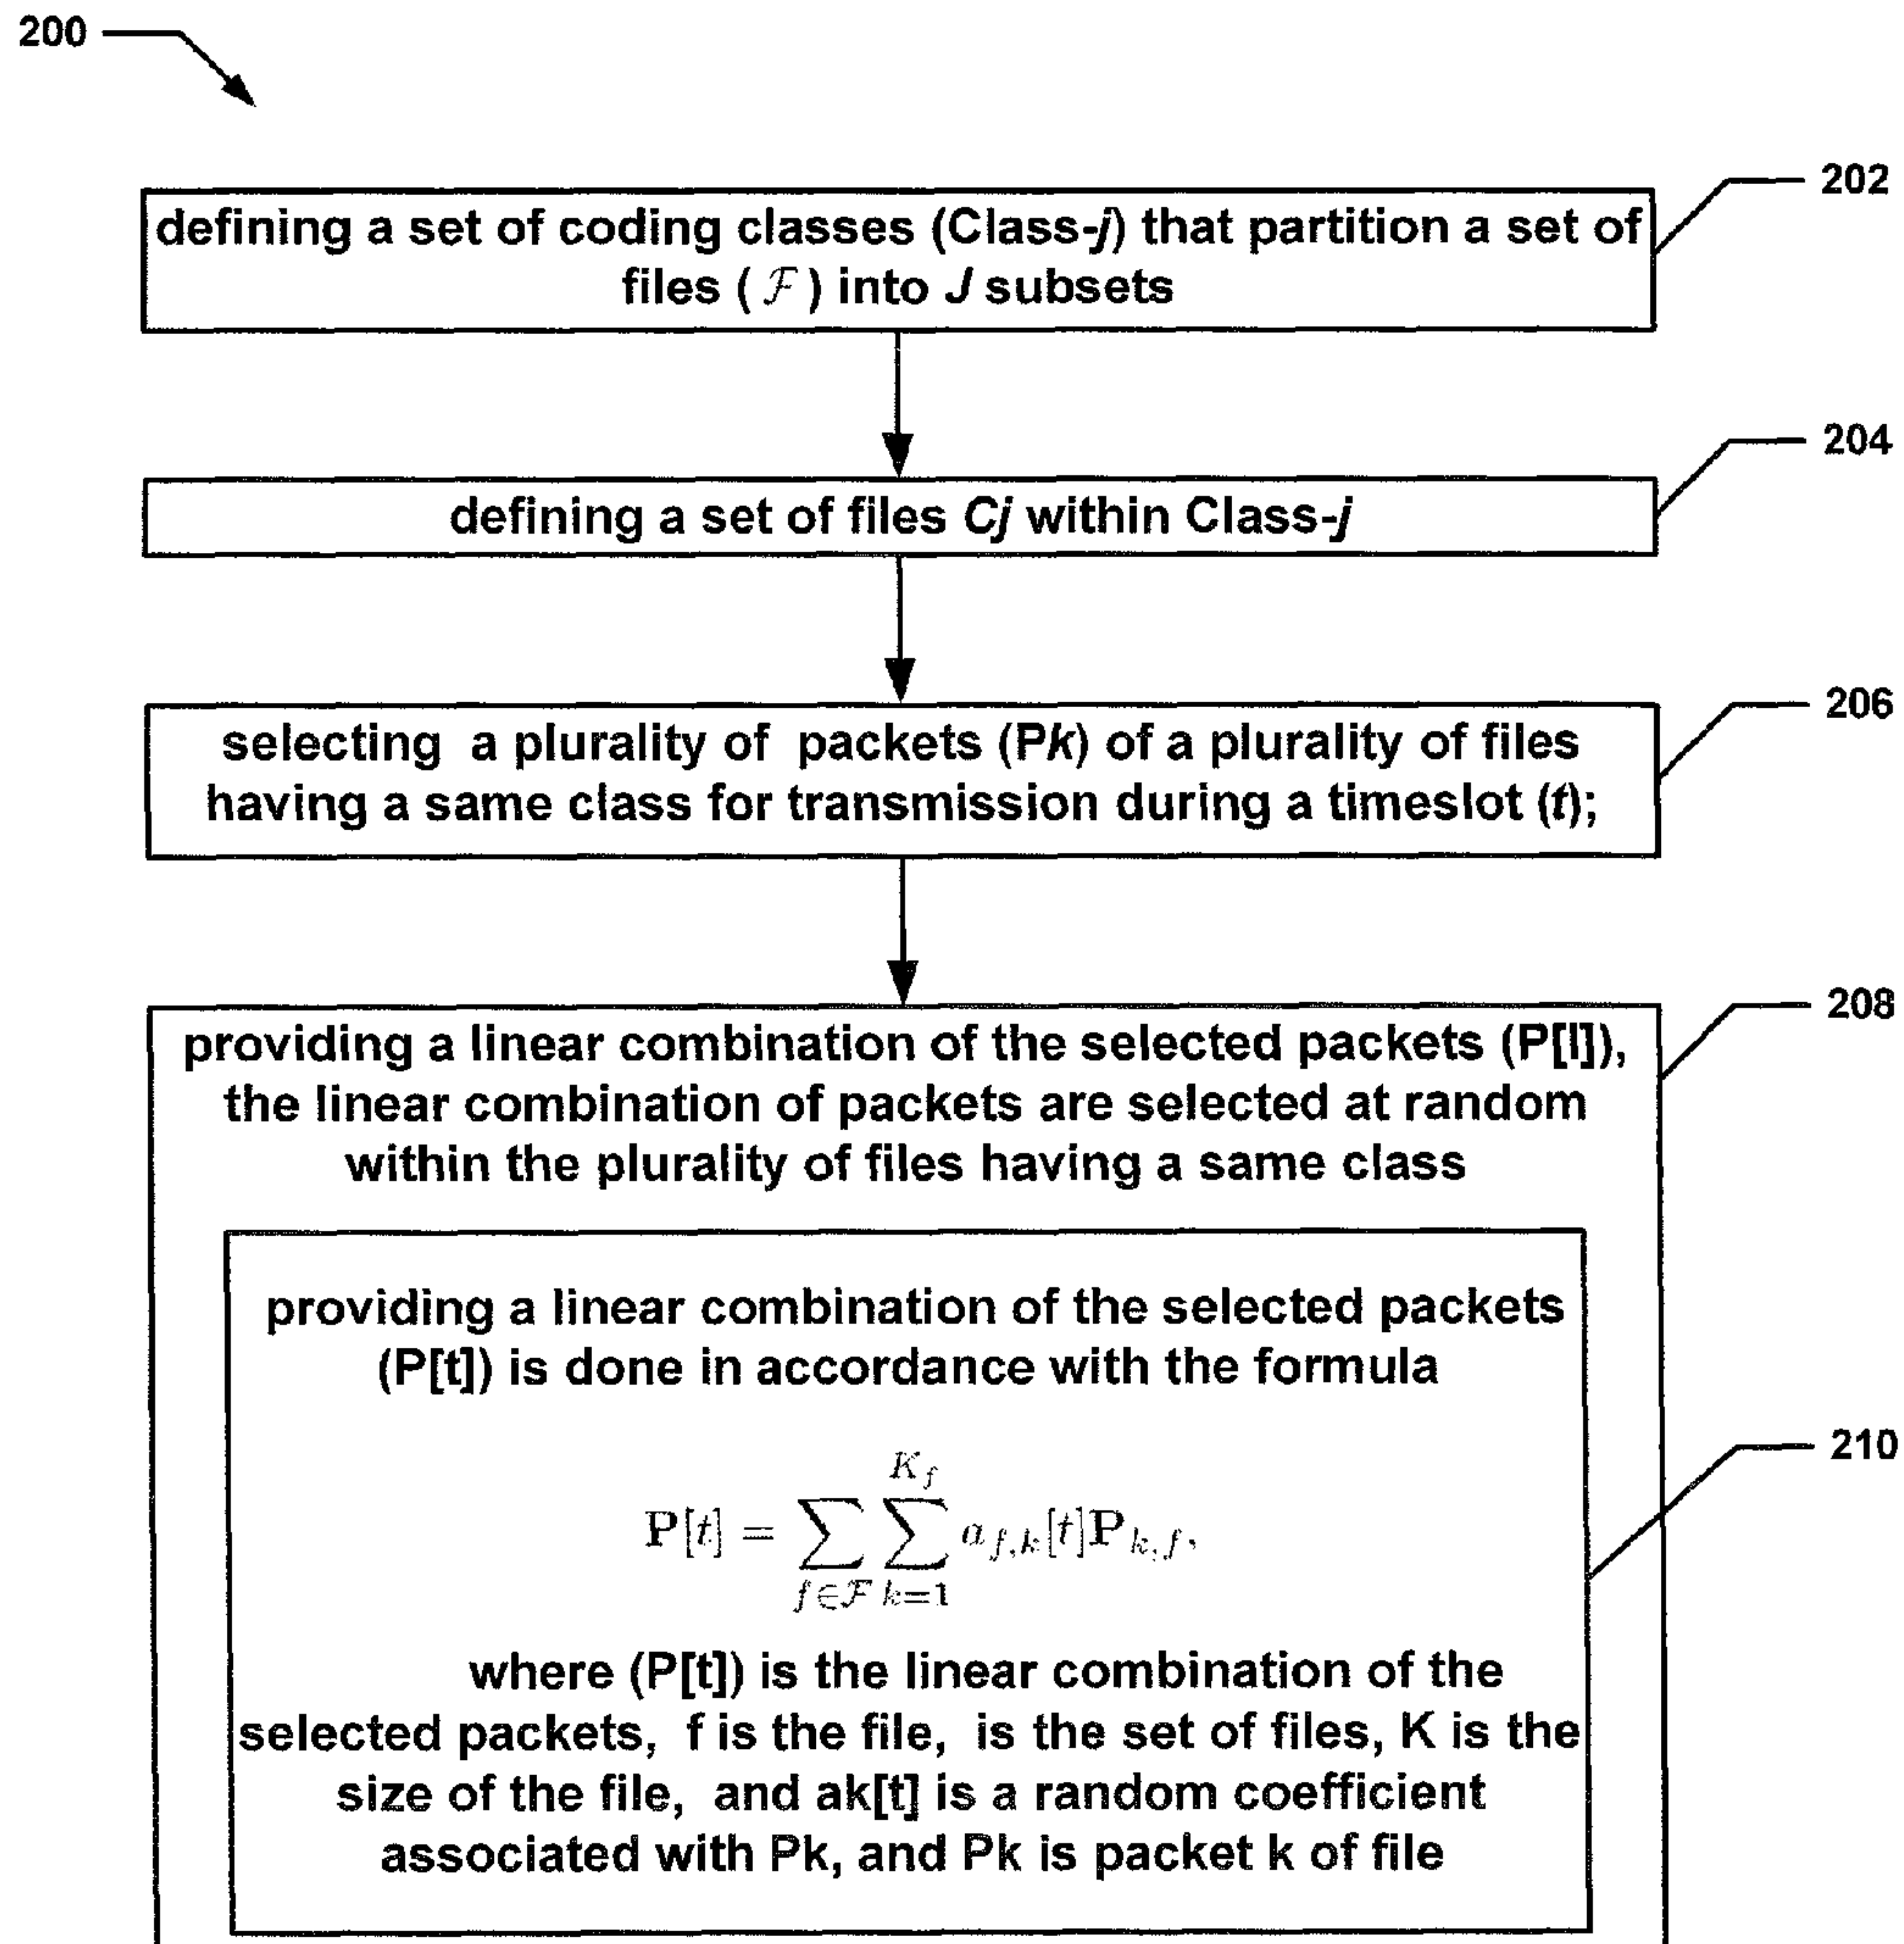 200
202
defining a set of coding classes (Class-j) that partition a set of
files ( ℱ ) into J subsets
204
defining a set of files Cj within Class-j
206
selecting a plurality of packets (Pk) of a plurality of files
having a same class for transmission during a timeslot (t);
208
providing a linear combination of the selected packets (P[l]),
the linear combination of packets are selected at random
within the plurality of files having a same class
providing a linear combination of the selected packets
(P[t]) is done in accordance with the formula
210
P[t] = ∑_{f∈ℱ} ∑_{k=1}^{K_f} a_{f,k}[t]P_{k,f},
where (P[t]) is the linear combination of the
selected packets, f is the file, is the set of files, K is the
size of the file, and ak[t] is a random coefficient
associated with Pk, and Pk is packet k of file